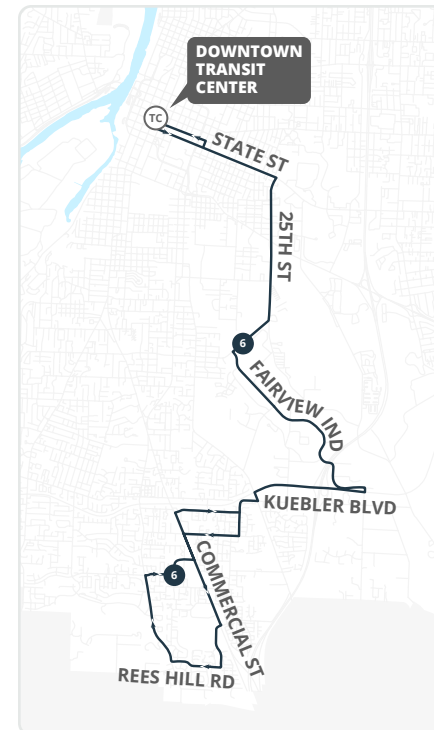 DOWNTOWN
TRANSIT
CENTER
TC
STATE ST
25TH ST
6
FAIRVIEW IND
KUEBLER BLVD
COMMERCIAL ST
6
REES HILL RD